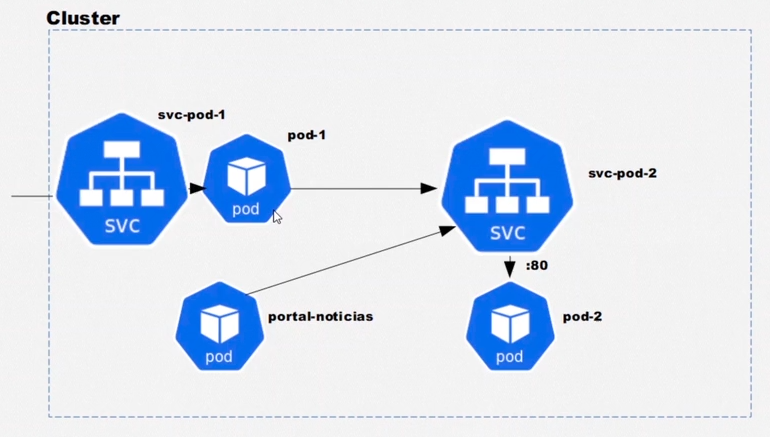 Cluster
svc-pod-1
pod-1
svc-pod-2
svc
pod
svc
:80
portal-noticias
pod-2
pod
pod